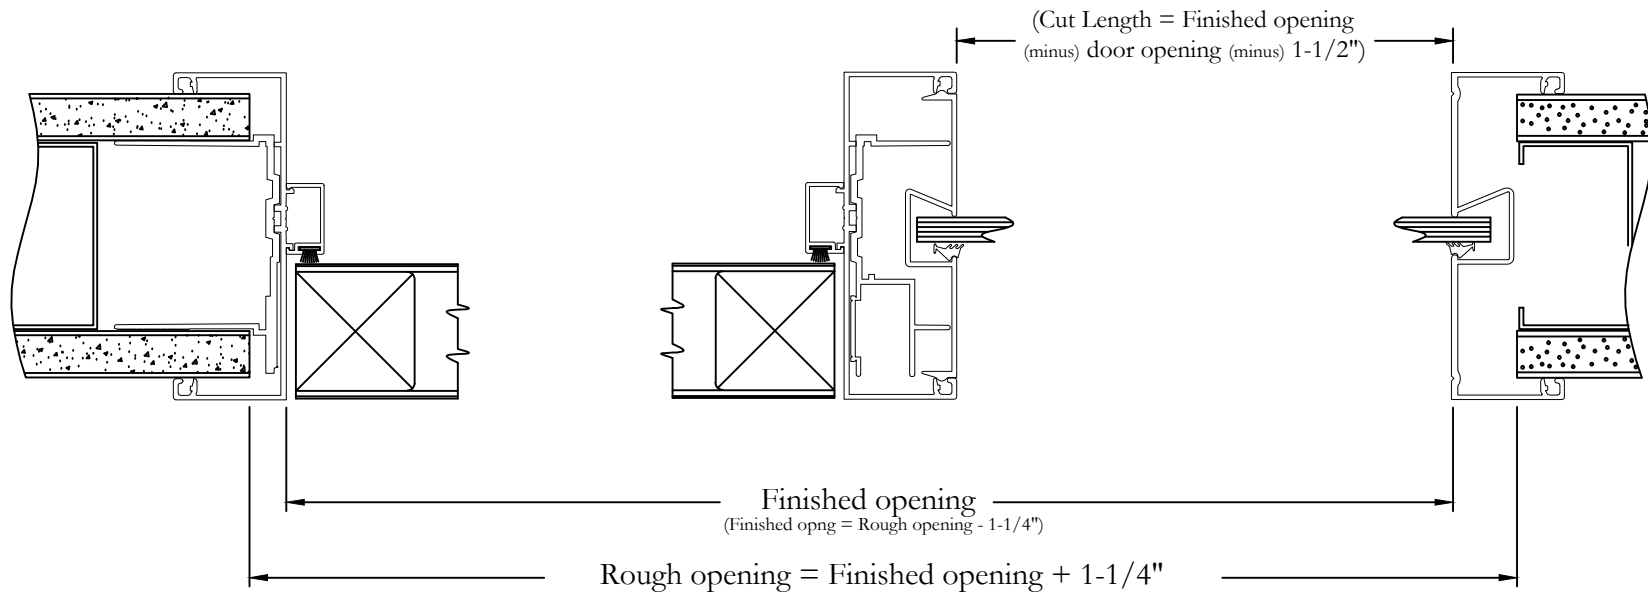 (Cut Length = Finished opening
(minus) door opening (minus) 1-1/2")
Finished opening
(Finished opng = Rough opening - 1-1/4")
Rough opening = Finished opening + 1-1/4"